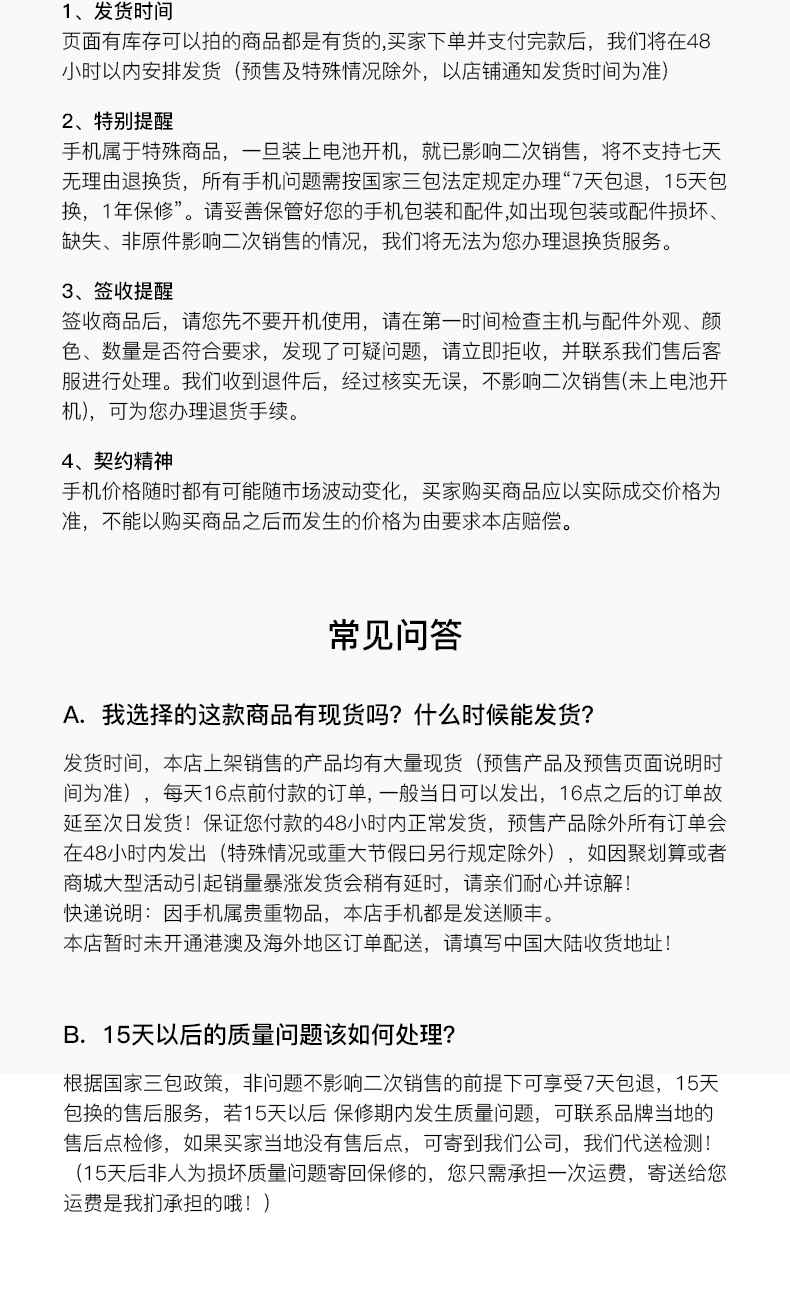 1、发货时间
页面有库存可以拍的商品都是有货的,买家下单并支付完款后，我们将在48
小时以内安排发货（预售及特殊情况除外，以店铺通知发货时间为准）
2、特别提醒
手机属于特殊商品，一旦装上电池开机，就已影响二次销售，将不支持七天
无理由退换货，所有手机问题需按国家三包法定规定办理“7天包退，15天包
换，1年保修”。请妥善保管好您的手机包装和配件,如出现包装或配件损坏、
缺失、非原件影响二次销售的情况，我们将无法为您办理退换货服务。
3、签收提醒
签收商品后，请您先不要开机使用，请在第一时间检查主机与配件外观、颜
色、数量是否符合要求，发现了可疑问题，请立即拒收，并联系我们售后客
服进行处理。我们收到退件后，经过核实无误，不影响二次销售(未上电池开
机)，可为您办理退货手续。
4、契约精神
手机价格随时都有可能随市场波动变化，买家购买商品应以实际成交价格为
准，不能以购买商品之后而发生的价格为由要求本店赔偿。
常见问答
A. 我选择的这款商品有现货吗？什么时候能发货？
发货时间，本店上架销售的产品均有大量现货（预售产品及预售页面说明时
间为准），每天16点前付款的订单, 一般当日可以发出，16点之后的订单故
延至次日发货！保证您付款的48小时内正常发货，预售产品除外所有订单会
在48小时内发出（特殊情况或重大节假日另行规定除外），如因聚划算或者
商城大型活动引起销量暴涨发货会稍有延时，请亲们耐心并谅解！
快递说明：因手机属贵重物品，本店手机都是发送顺丰。
本店暂时未开通港澳及海外地区订单配送，请填写中国大陆收货地址！
B. 15天以后的质量问题该如何处理？
根据国家三包政策，非问题不影响二次销售的前提下可享受7天包退，15天
包换的售后服务，若15天以后 保修期内发生质量问题，可联系品牌当地的
售后点检修，如果买家当地没有售后点，可寄到我们公司，我们代送检测！
（15天后非人为损坏质量问题寄回保修的，您只需承担一次运费，寄送给您
运费是我们承担的哦！）